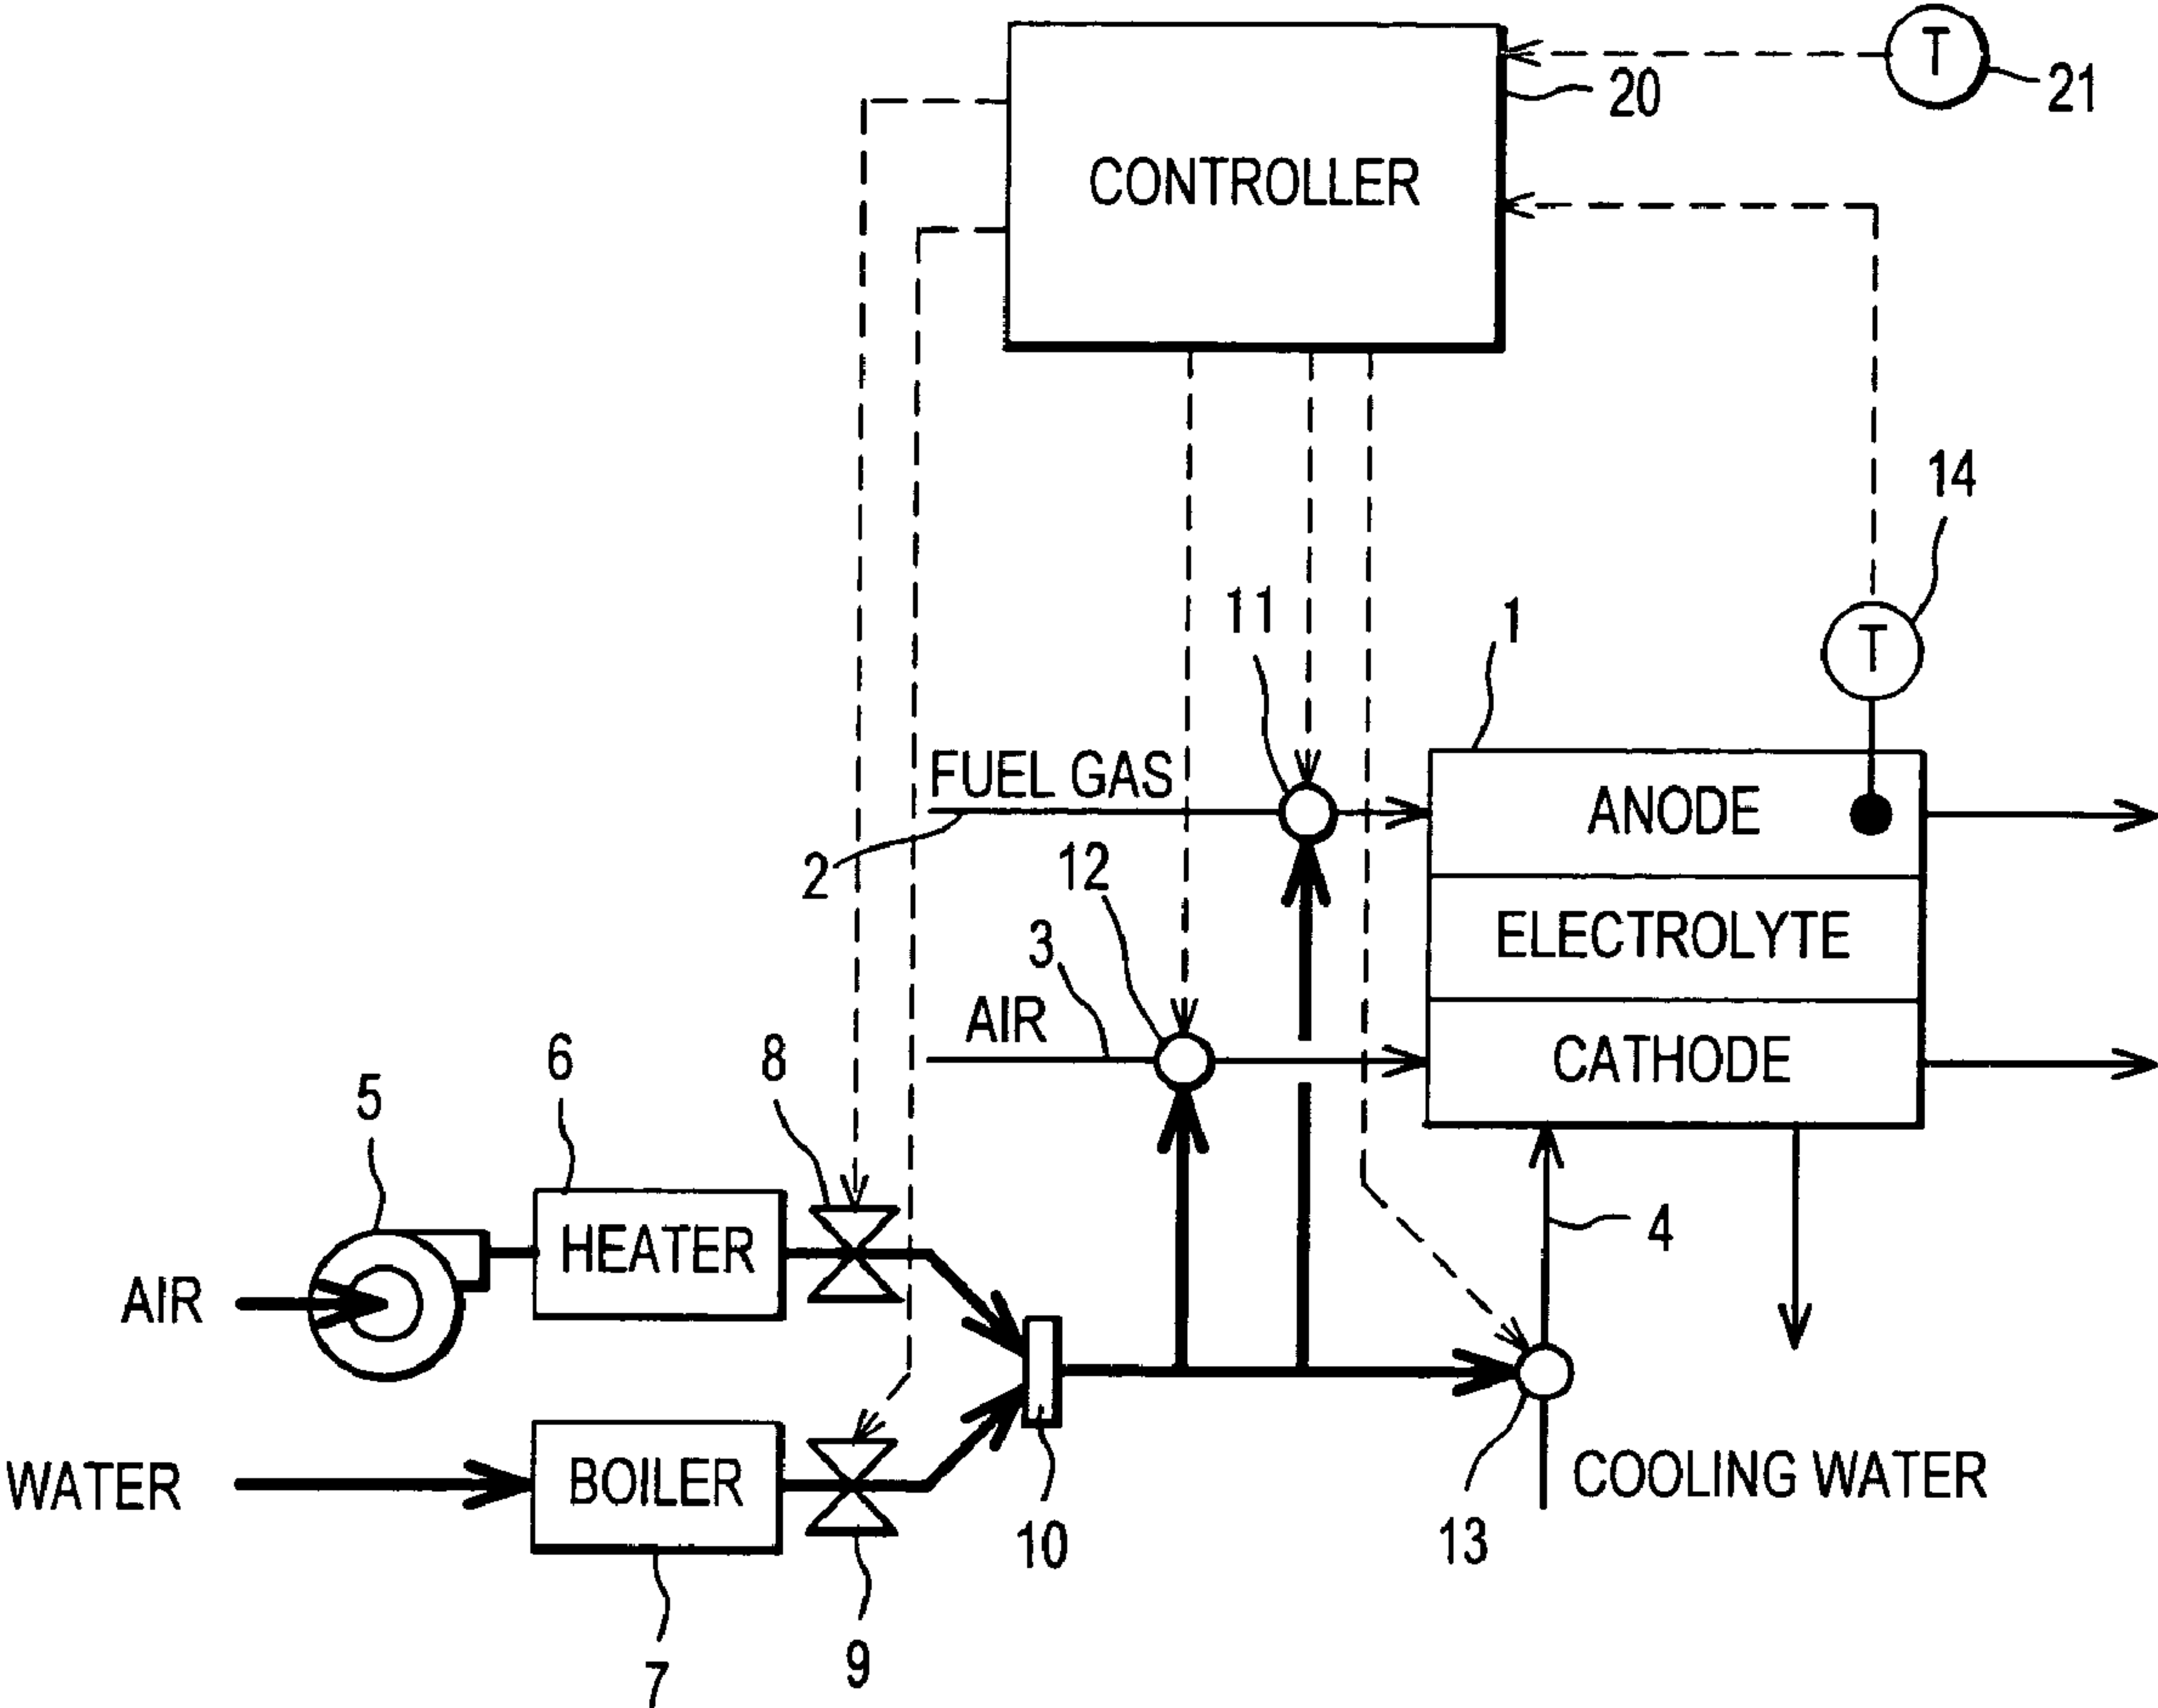 T
21
20
CONTROLLER
14
11
1
T
FUEL GAS
ANODE
2
12
3
ELECTROLYTE
AIR
CATHODE
6
8
5
4
HEATER
AIR
BOILER
WATER
COOLING WATER
10
13
9
7